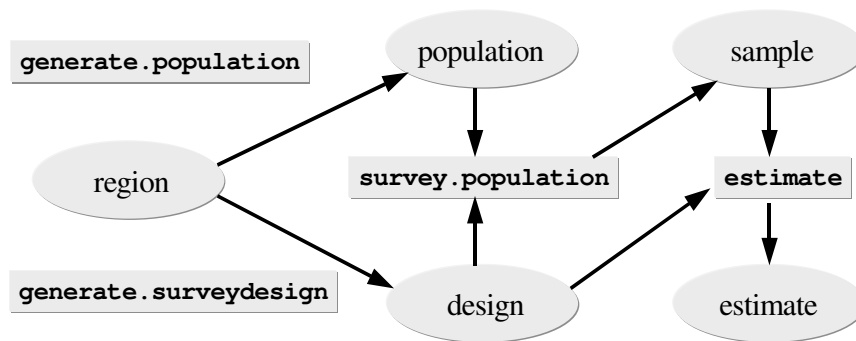 population
sample
generate.population
region
survey.population
estimate
generate.surveydesign
design
estimate